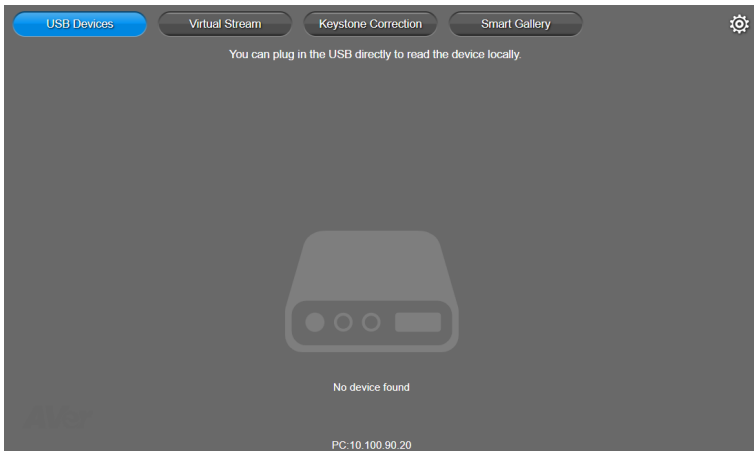 USB Devices
Virtual Stream
Keystone Correction
Smart Gallery
You can plug in the USB directly to read the device locally.
No device found
PC:10.100.90.20